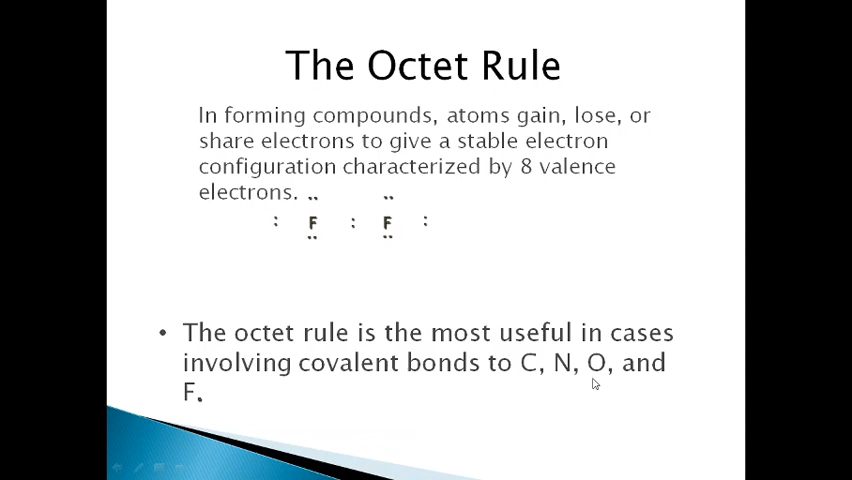 The Octet Rule
In forming compounds, atoms gain, lose, or
share electrons to give a stable electron
configuration characterized by 8 valence
electrons.
.. ..
: F : F :
.. ..
• The octet rule is the most useful in cases
involving covalent bonds to C, N, O, and
F.